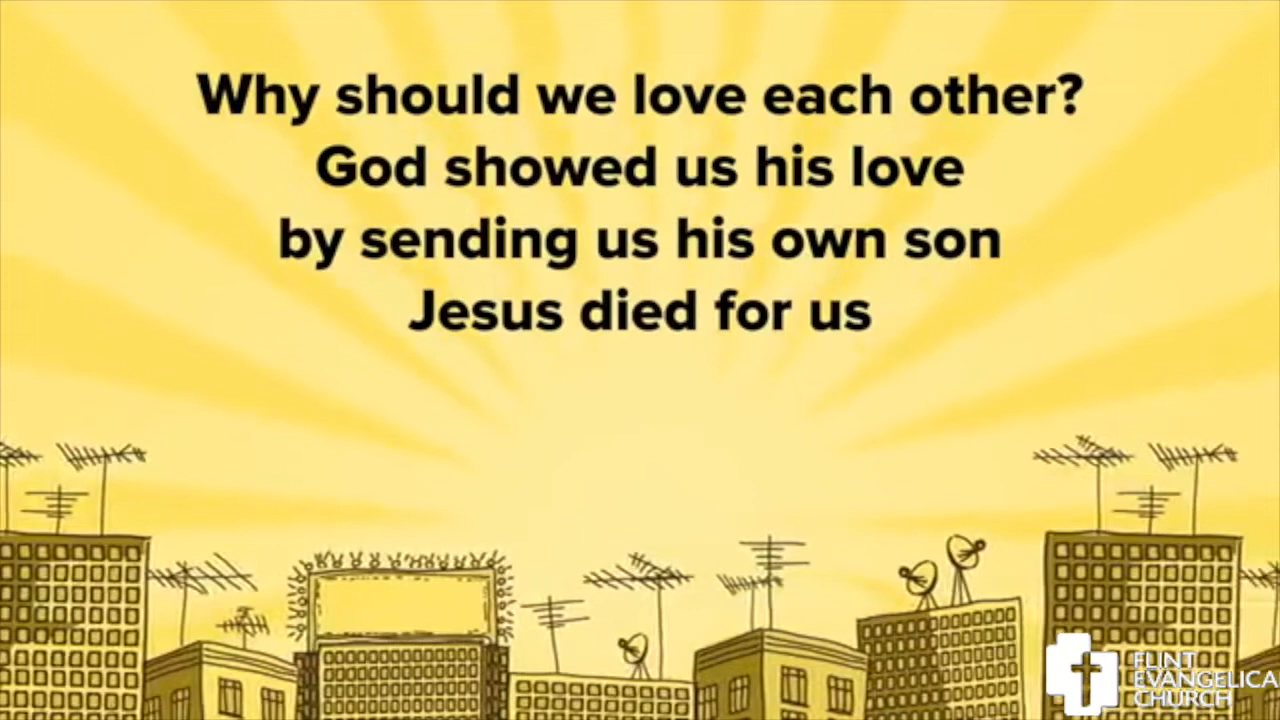 Why should we love each other?
God showed us his love
by sending us his own son
Jesus died for us
FLINT
EVANGELICA
CHURCH